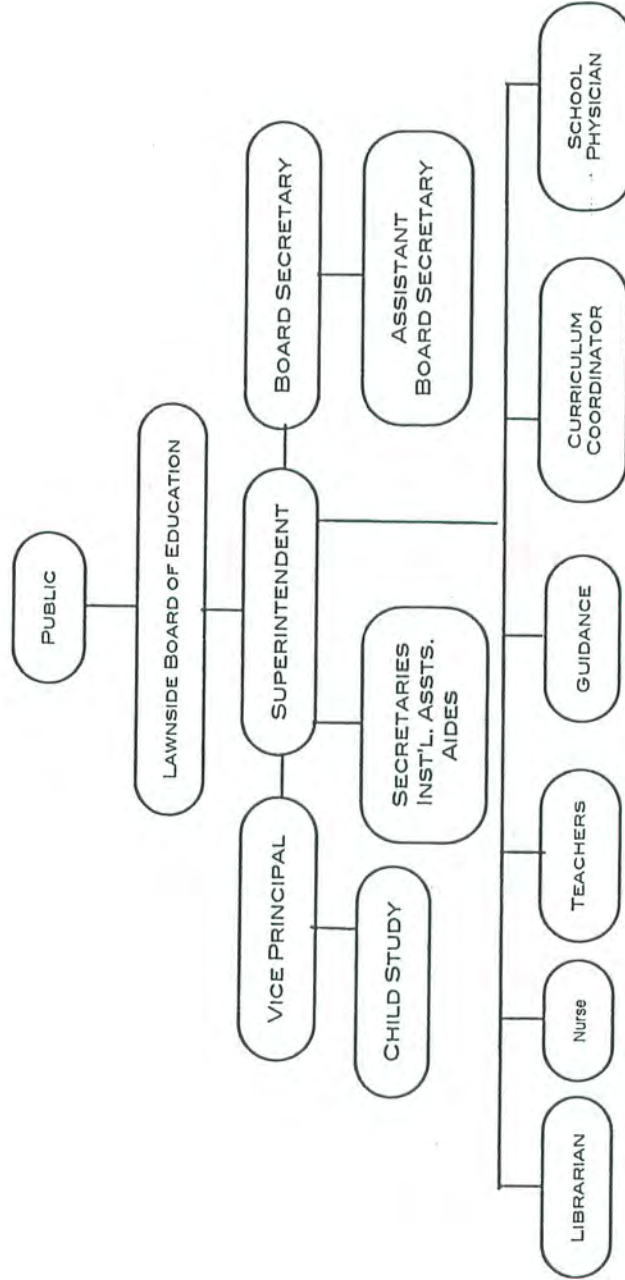 PUBLIC
LAWNSIDE BOARD OF EDUCATION
VICE PRINCIPAL
SUPERINTENDENT
BOARD SECRETARY
CHILD STUDY
SECRETARIES
INST'L. ASSTS.
AIDES
ASSISTANT
BOARD SECRETARY
LIBRARIAN
Nurse
TEACHERS
GUIDANCE
CURRICULUM
COORDINATOR
SCHOOL
PHYSICIAN